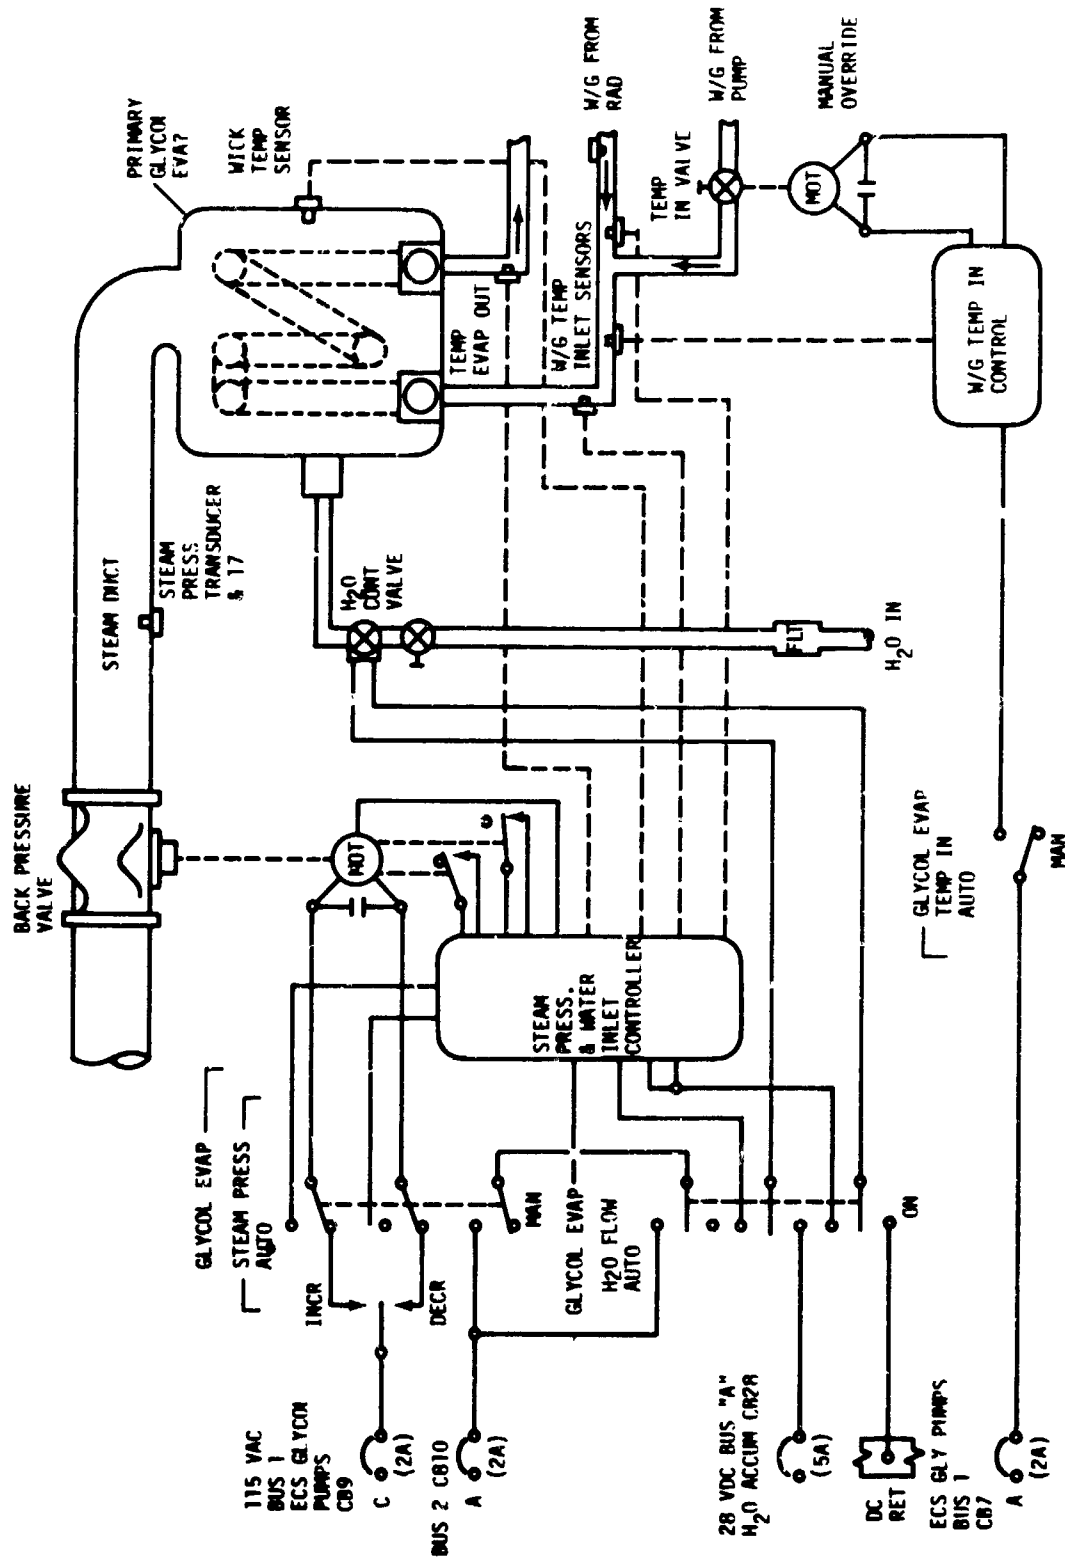 BACK PRESSURE
VALVE
STEAM DUCT
STEAM
PRESS
TRANSDUCER
& 17
PRIMARY
GLYCOL
EVA?
WICK
TEMP
SENSOR
GLYCOL EVAP
STEAM PRESS
AUTO
INCR
DECR
MAN
MOT
H2O
CONT
VALVE
TEMP
EVAP OUT
W/G TEMP
INLET SENSORS
W/G FROM
RAD
TEMP
IN VALVE
W/G FROM
PUMP
MANUAL
OVERRIDE
MOT
115 VAC
BUS 1
ECS GLYCOL
PUMPS
CB9
C
(2A)
BUS 2 CB10
A
(2A)
STEAM
PRESS.
& WATER
INLET
CONTROLLER
GLYCOL EVAP
H2O FLOW
AUTO
ON
FLT
H2O IN
W/G TEMP IN
CONTROL
28 VDC BUS "A"
H2O ACCUM CB28
(5A)
DC
RET
ECS GLY PUMPS
BUS 1
CB7
A
(2A)
GLYCOL EVAP
TEMP IN
AUTO
MAN